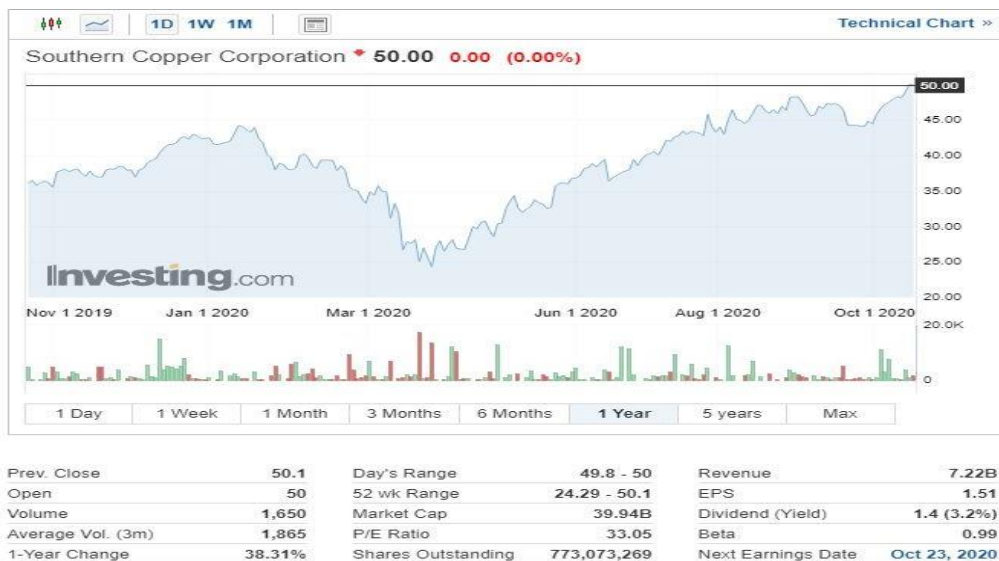 1D 1W 1M Technical Chart »
Southern Copper Corporation 50.00 0.00 (0.00%)
50.00
45.00
40.00
35.00
30.00
25.00
20.00
Investing.com
Nov 1 2019 Jan 1 2020 Mar 1 2020 Jun 1 2020 Aug 1 2020 Oct 1 2020
20.0K
0
1 Day 1 Week 1 Month 3 Months 6 Months 1 Year 5 years Max
Prev. Close 50.1 Day's Range 49.8 - 50 Revenue 7.22B
Open 50 52 wk Range 24.29 - 50.1 EPS 1.51
Volume 1,650 Market Cap 39.94B Dividend (Yield) 1.4 (3.2%)
Average Vol. (3m) 1,865 P/E Ratio 33.05 Beta 0.99
1-Year Change 38.31% Shares Outstanding 773,073,269 Next Earnings Date Oct 23, 2020